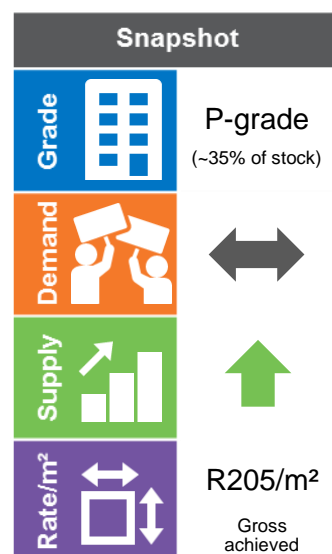 Snapshot
Grade
P-grade
(~35% of stock)
Demand
Supply
Rate/m²
R205/m²
Gross
achieved